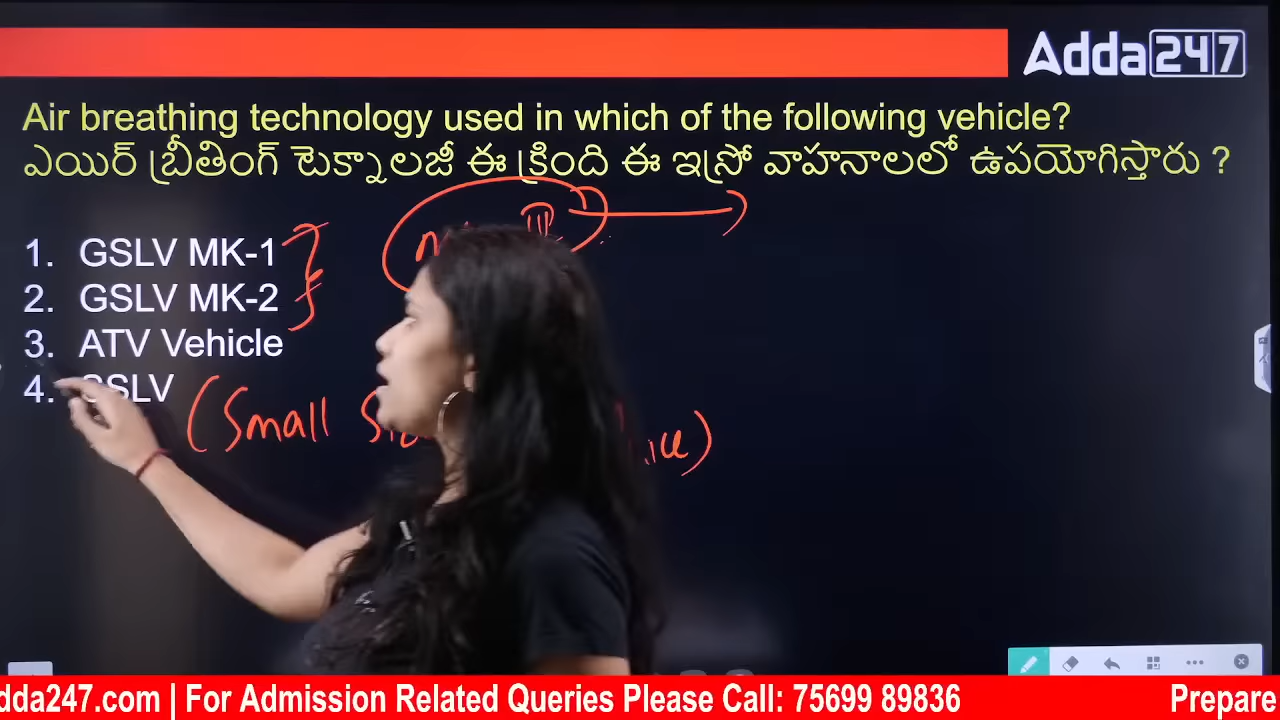 Adda247
Air breathing technology used in which of the following vehicle?
ఎయిర్ బ్రీతింగ్ టెక్నాలజీ ఈ క్రింది ఈ ఇస్రో వాహనాలలో ఉపయోగిస్తారు ?
1. GSLV MK-1
2. GSLV MK-2
3. ATV Vehicle
4. SSLV
(Small
dda247.com | For Admission Related Queries Please Call: 75699 89836 Prepare